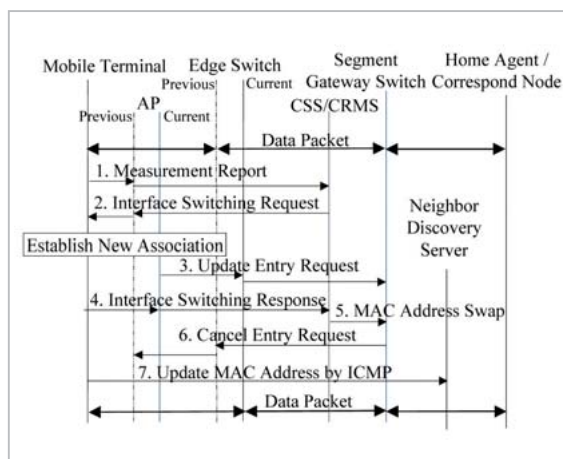 Mobile Terminal
Edge Switch
Segment
Gateway Switch
Home Agent /
Correspond Node
Previous
Current
AP
CSS/CRMS
Previous
Current
Data Packet
1. Measurement Report
2. Interface Switching Request
Neighbor
Discovery
Server
Establish New Association
3. Update Entry Request
4. Interface Switching Response
5. MAC Address Swap
6. Cancel Entry Request
7. Update MAC Address by ICMP
Data Packet